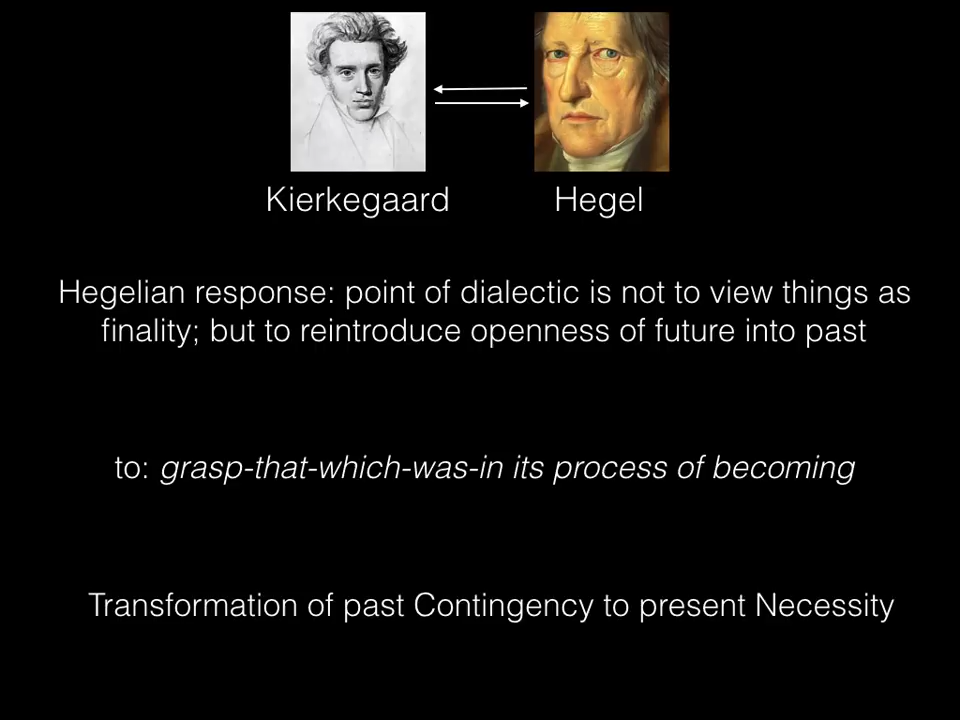 Kierkegaard
Hegel
Hegelian response: point of dialectic is not to view things as
finality; but to reintroduce openness of future into past
to: grasp-that-which-was-in its process of becoming
Transformation of past Contingency to present Necessity